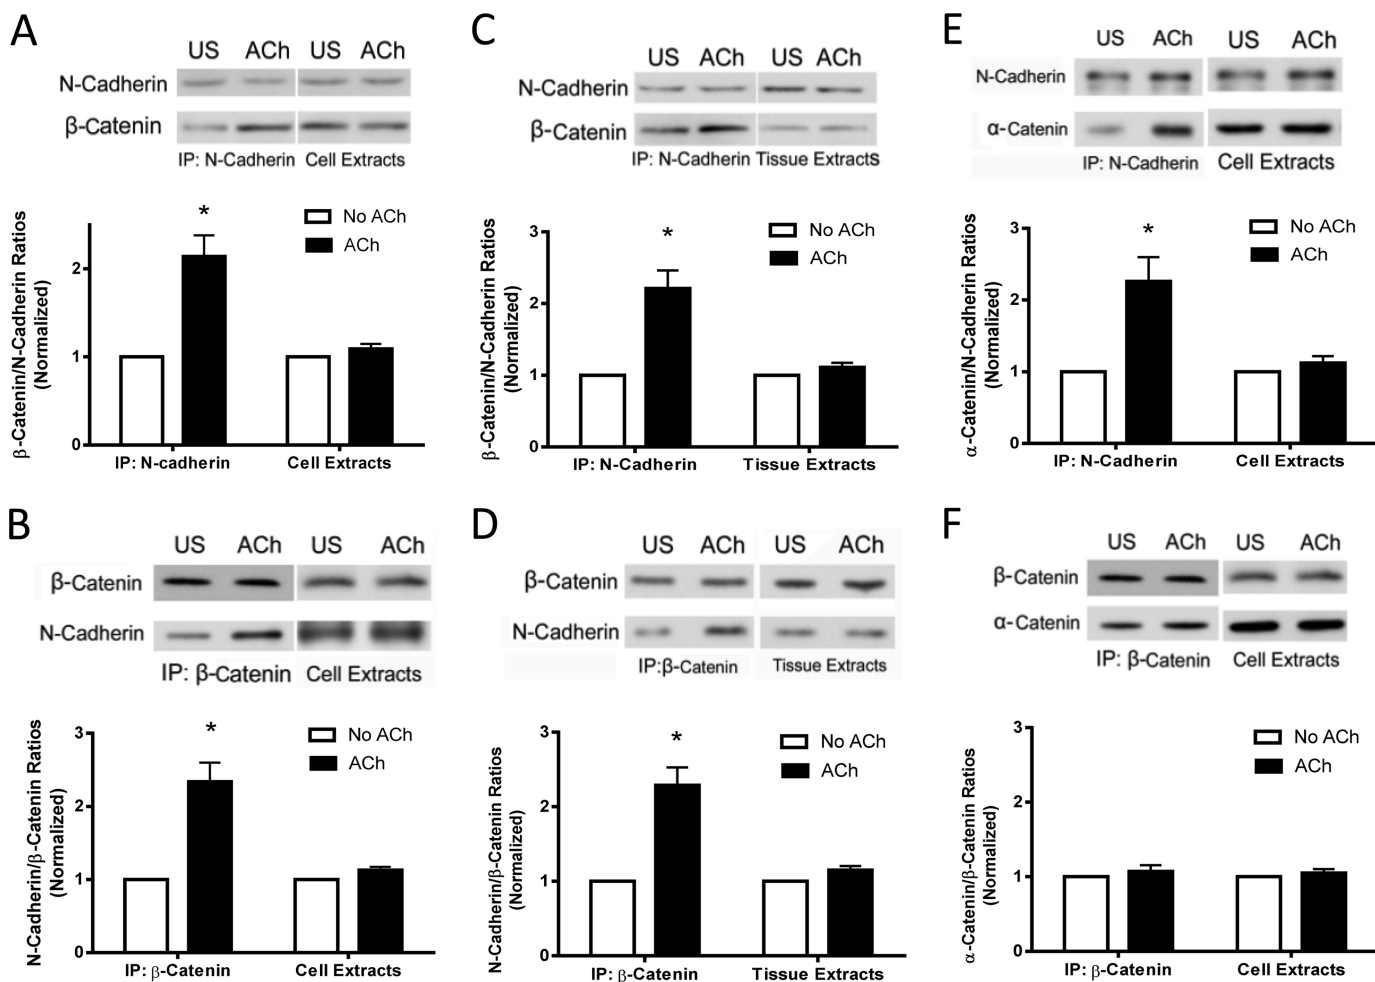 A
US ACh US ACh
N-Cadherin
β-Catenin
IP: N-Cadherin Cell Extracts
β-Catenin/N-Cadherin Ratios
(Normalized)
*
No ACh
ACh
2
1
0
IP: N-cadherin Cell Extracts
B
US ACh US ACh
β-Catenin
N-Cadherin
IP: β-Catenin Cell Extracts
N-Cadherin/β-Catenin Ratios
(Normalized)
*
No ACh
ACh
3
2
1
0
IP: β-Catenin Cell Extracts
C
US ACh US ACh
N-Cadherin
β-Catenin
IP: N-Cadherin Tissue Extracts
β-Catenin/N-Cadherin Ratios
(Normalized)
*
No ACh
ACh
3
2
1
0
IP: N-Cadherin Tissue Extracts
D
US ACh US ACh
β-Catenin
N-Cadherin
IP:β-Catenin Tissue Extracts
N-Cadherin/β-Catenin Ratios
(Normalized)
*
No ACh
ACh
3
2
1
0
IP: β-Catenin Tissue Extracts
E
US ACh US ACh
N-Cadherin
α-Catenin
IP: N-Cadherin Cell Extracts
α-Catenin/N-Cadherin Ratios
(Normalized)
*
No ACh
ACh
3
2
1
0
IP: N-Cadherin Cell Extracts
F
US ACh US ACh
β-Catenin
α-Catenin
IP: β-Catenin Cell Extracts
α-Catenin/β-Catenin Ratios
(Normalized)
No ACh
ACh
3
2
1
0
IP: β-Catenin Cell Extracts